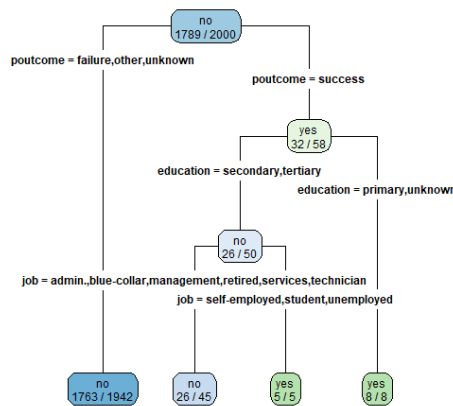 no
1789 / 2000
poutcome = failure,other,unknown
poutcome = success
yes
32 / 58
education = secondary,tertiary
education = primary,unknown
no
26 / 50
job = admin.,blue-collar,management,retired,services,technician
job = self-employed,student,unemployed
no
1763 / 1942
no
26 / 45
yes
5 / 5
yes
8 / 8